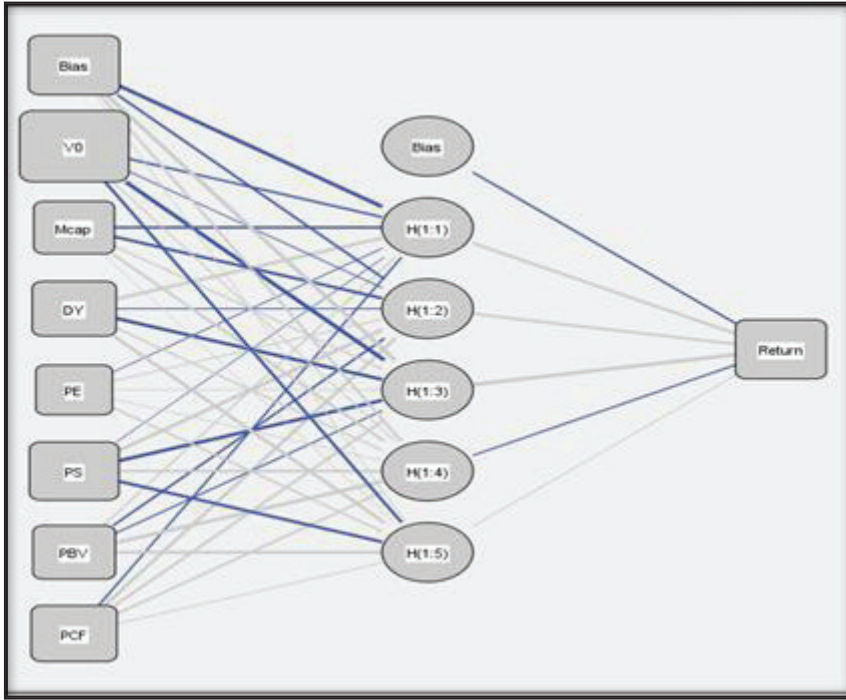 Bias
V0
Mcap
DY
PE
PS
PBV
PCF
Bias
H(1:1)
H(1:2)
H(1:3)
H(1:4)
H(1:5)
Return